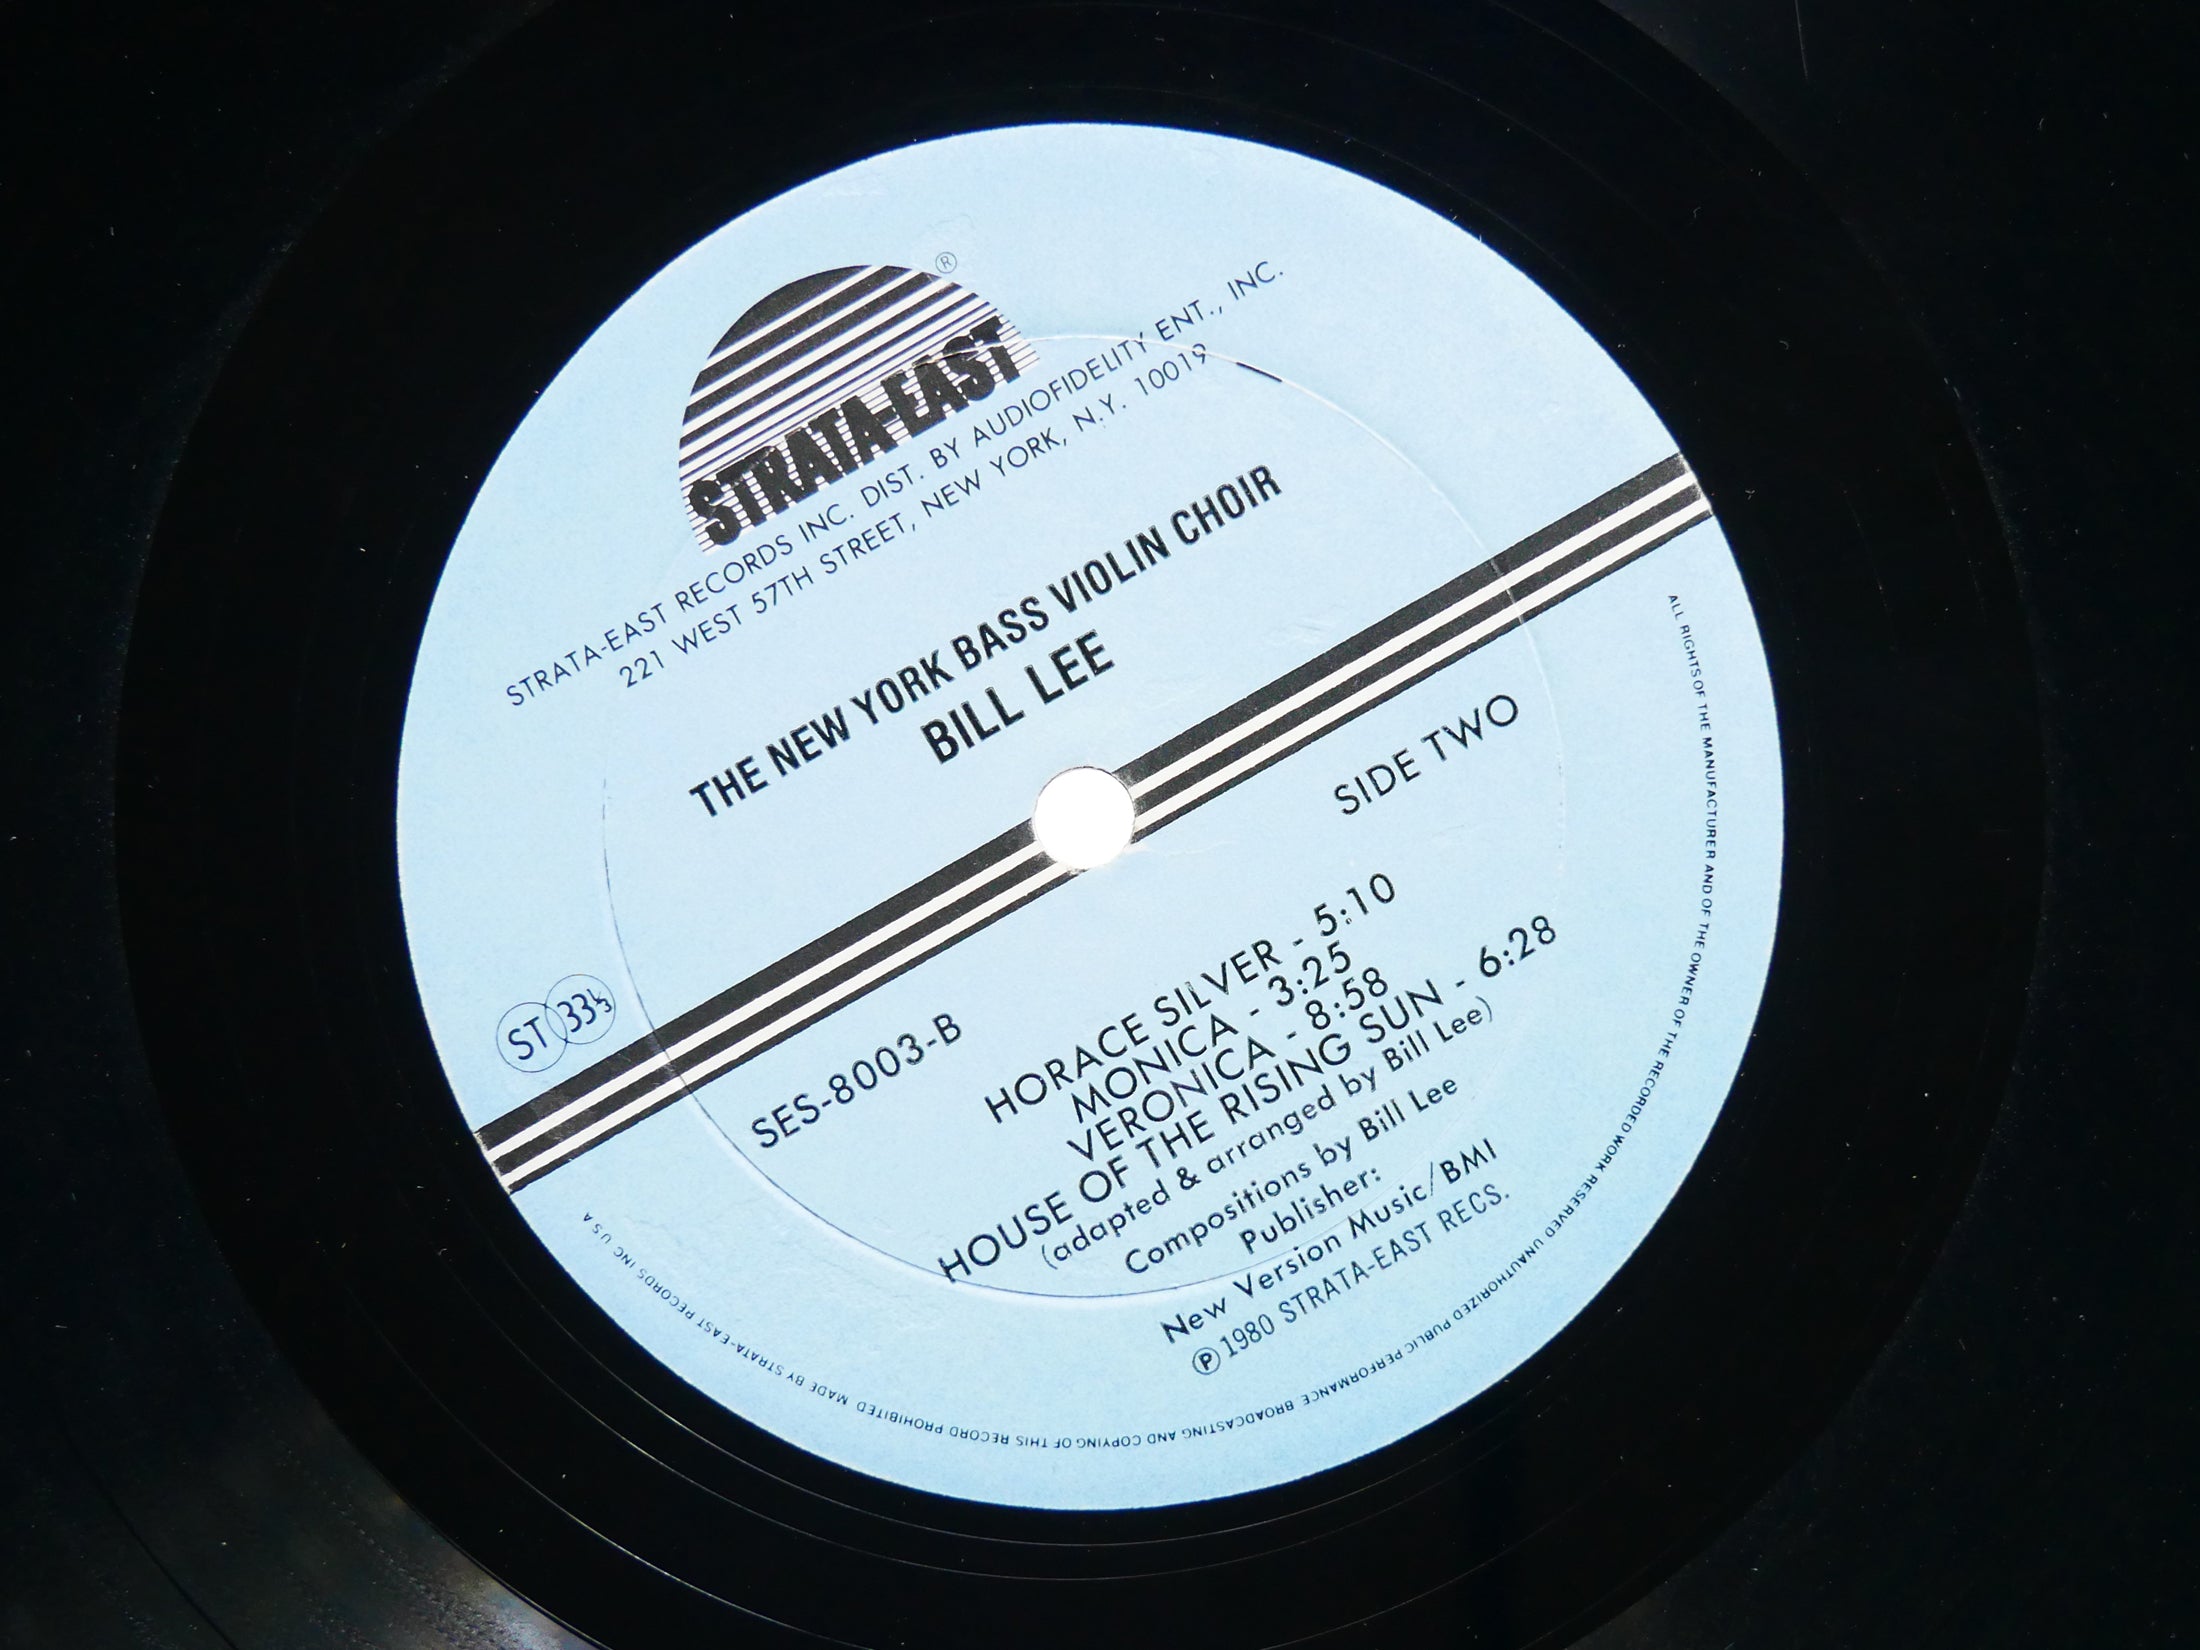 ®
STRATA-EAST
STRATA-EAST RECORDS INC. DIST. BY AUDIOFIDELITY ENT., INC.
221 WEST 57TH STREET, NEW YORK, N.Y. 10019
THE NEW YORK BASS VIOLIN CHOIR
BILL LEE
SIDE TWO
ST 33⅓
SES-8003-B
HORACE SILVER - 5:10
MONICA - 3:25
VERONICA - 8:58
HOUSE OF THE RISING SUN - 6:28
(adapted & arranged by Bill Lee)
Compositions by Bill Lee
Publisher:
New Version Music/BMI
Ⓟ 1980 STRATA-EAST RECS.
ALL RIGHTS OF THE MANUFACTURER AND OF THE OWNER OF THE RECORDED WORK RESERVED UNAUTHORIZED PUBLIC PERFORMANCE BROADCASTING AND COPYING OF THIS RECORD PROHIBITED MADE BY STRATA-EAST RECORDS INC U S A